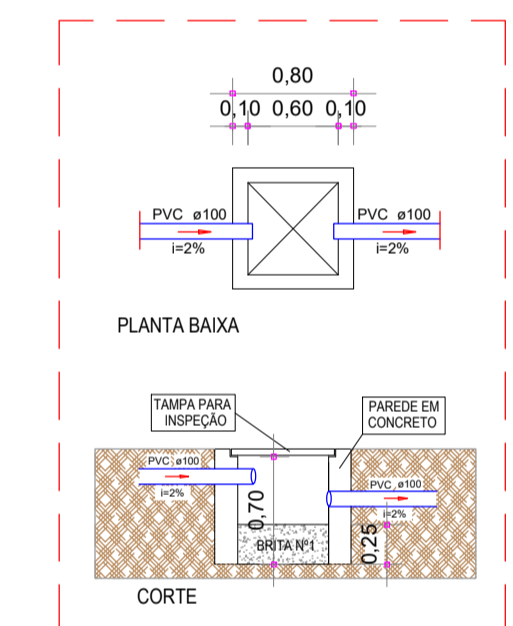 0,80
0,10 0,60 0,10
PVC ø100
i=2%
PVC ø100
i=2%
PLANTA BAIXA
TAMPA PARA
INSPEÇÃO
PAREDE EM
CONCRETO
PVC ø100
i=2%
PVC ø100
i=2%
0,70
BRITA Nº1
0,25
CORTE